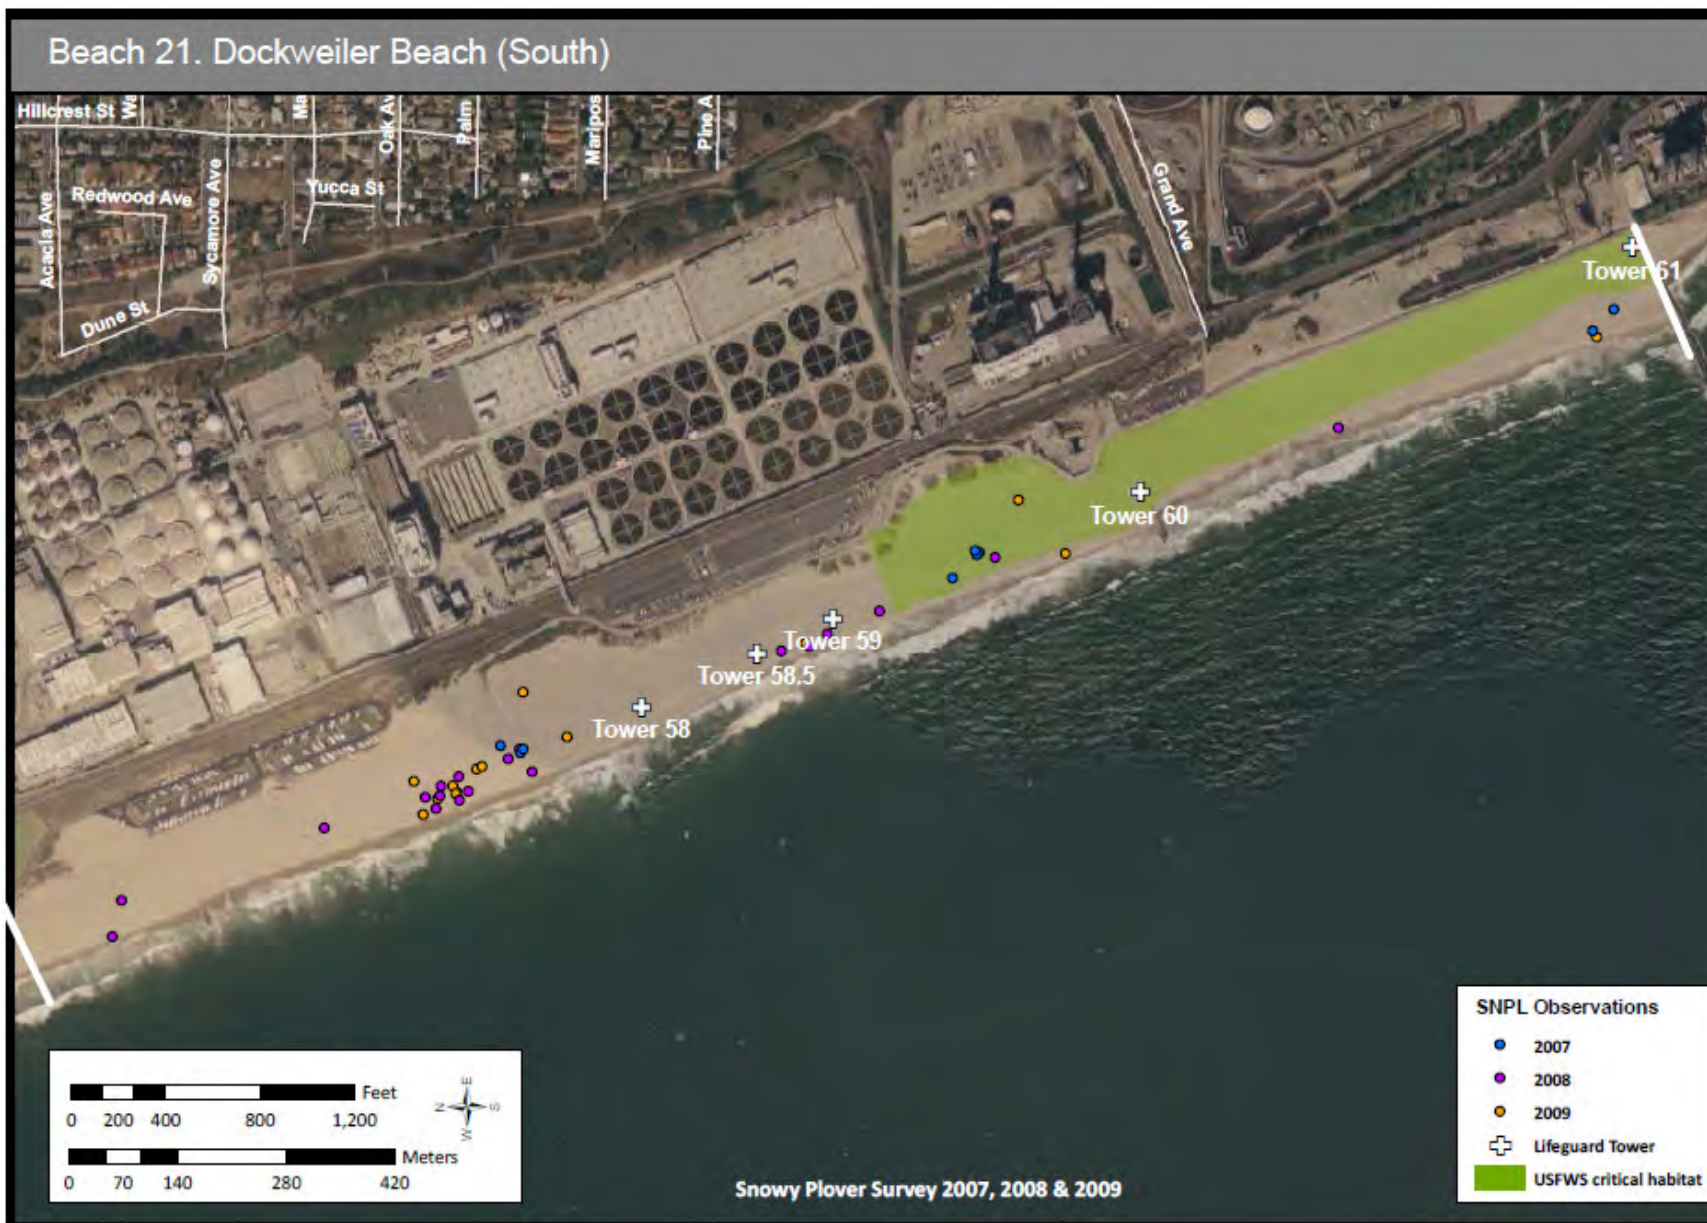 Beach 21. Dockweiler Beach (South)
Hillcrest St
Wa
Ma
Oak Av
Palm
Mariposa
Pine A
Redwood Ave
Yucca St
Acacia Ave
Sycamore Ave
Dune St
Grand Ave
Tower 61
Tower 60
Tower 59
Tower 58.5
Tower 58
SNPL Observations
2007
2008
2009
Lifeguard Tower
USFWS critical habitat
Feet
0 200 400 800 1,200
Meters
0 70 140 280 420
N E S W
Snowy Plover Survey 2007, 2008 & 2009